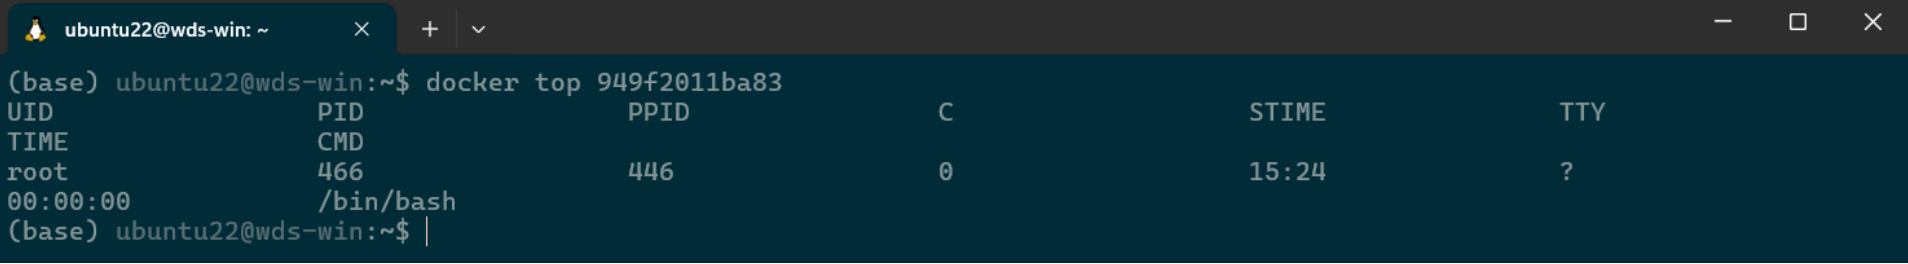 ubuntu22@wds-win: ~
(base) ubuntu22@wds-win:~$ docker top 949f2011ba83
UID PID PPID C STIME TTY
TIME CMD
root 466 446 0 15:24 ?
00:00:00 /bin/bash
(base) ubuntu22@wds-win:~$